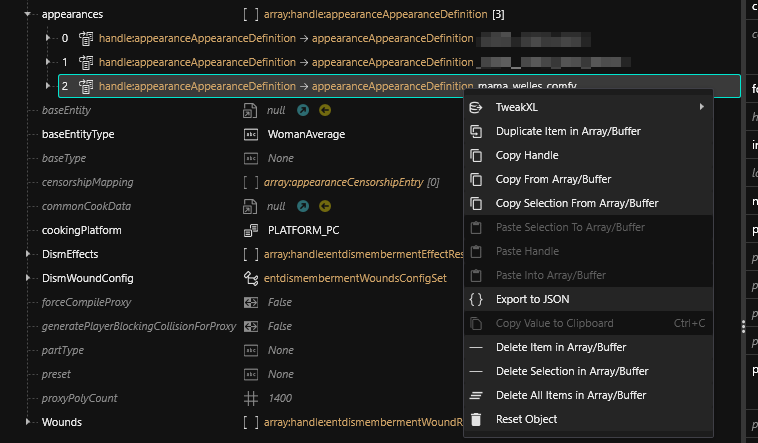 appearances [ ] array:handle:appearanceAppearanceDefinition [3]
0 handle:appearanceAppearanceDefinition → appearanceAppearanceDefinition
1 handle:appearanceAppearanceDefinition → appearanceAppearanceDefinition
2 handle:appearanceAppearanceDefinition → appearanceAppearanceDefinition mama_welles_comfy
baseEntity null
baseEntityType abc WomanAverage
baseType abc None
censorshipMapping [ ] array:appearanceCensorshipEntry [0]
commonCookData null
cookingPlatform PLATFORM_PC
DismEffects [ ] array:handle:entdismembermentEffectRes
DismWoundConfig entdismembermentWoundsConfigSet
forceCompileProxy False
generatePlayerBlockingCollisionForProxy False
partType abc None
preset abc None
proxyPolyCount 1400
Wounds [ ] array:handle:entdismembermentWoundR
TweakXL
Duplicate Item in Array/Buffer
Copy Handle
Copy From Array/Buffer
Copy Selection From Array/Buffer
Paste Selection To Array/Buffer
Paste Handle
Paste Into Array/Buffer
{ } Export to JSON
Copy Value to Clipboard Ctrl+C
Delete Item in Array/Buffer
Delete Selection in Array/Buffer
Delete All Items in Array/Buffer
Reset Object